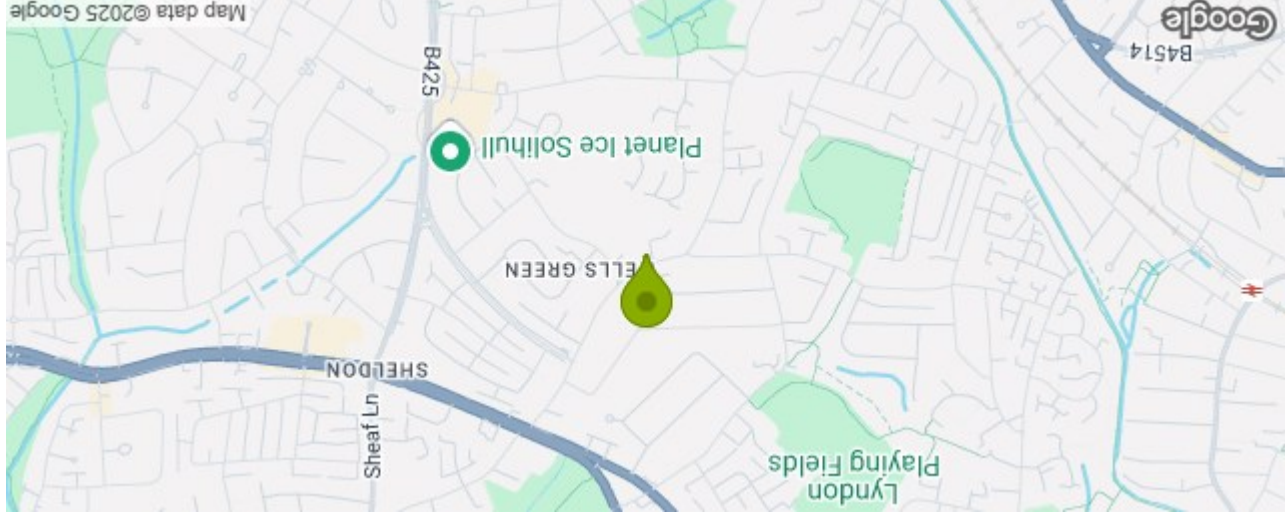 Lyndon
Playing Fields
Sheaf Ln
SHELDON
ELLS GREEN
Planet Ice Solihull
B425
B4514
Google
Map data ©2025 Google